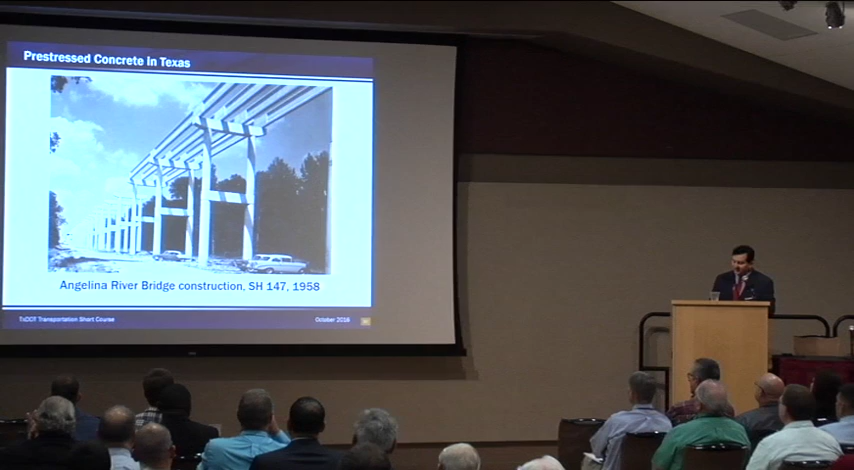 Prestressed Concrete in Texas
Angelina River Bridge construction, SH 147, 1958
TxDOT Transportation Short Course
October 2016